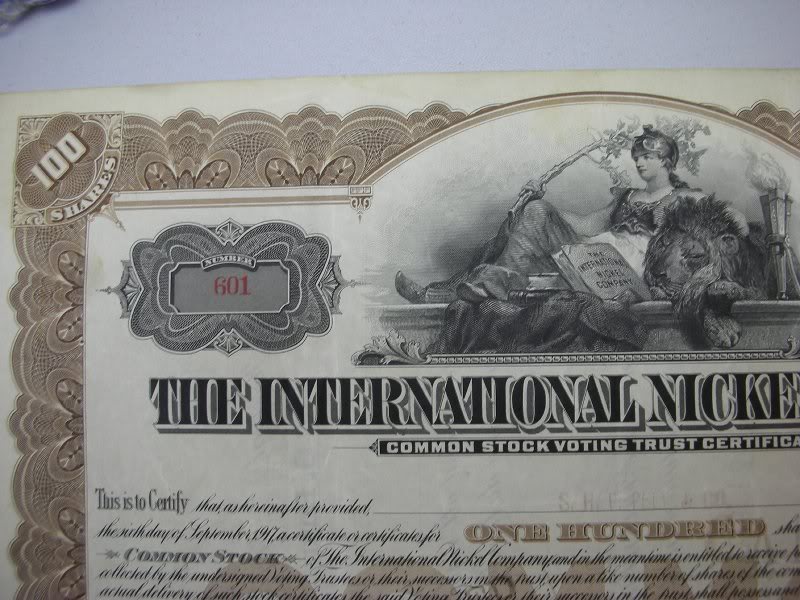 100
SHARES
NUMBER
601
THE
INTERNATIONAL
NICKEL
COMPANY
THE INTERNATIONAL NICKE
COMMON STOCK VOTING TRUST CERTIFICA
This is to Certify that, as hereinafter provided,
the sixth day of September 1917, a certificate or certificates for ONE HUNDRED sha
COMMON STOCK of The International Nickel Company and in the meantime is entitled to receive p
collected by the undersigned Voting Trustees or their successors in the trust, upon a like number of shares of the com
actual delivery of such stock certificates the said Voting Trustees or their successors in the trust, shall possess and